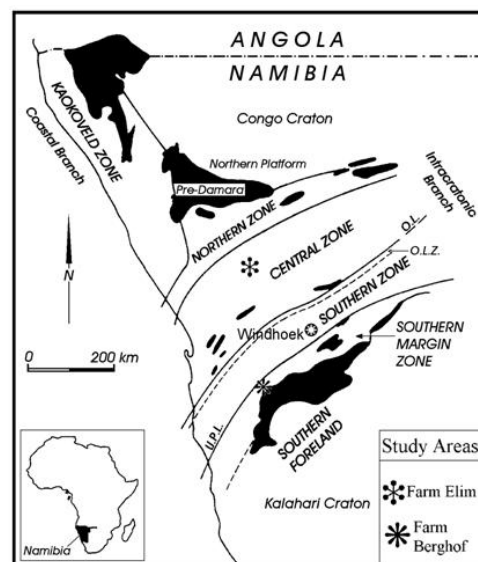 ANGOLA
NAMIBIA
KAOKOVELD ZONE
Coastal Branch
Congo Craton
Northern Platform
Pre-Damara
Intracratonic
Branch
NORTHERN ZONE
O.L.
CENTRAL ZONE
O.L.Z.
N
SOUTHERN ZONE
Windhoek
SOUTHERN
MARGIN
ZONE
0 200 km
U.P.L.
SOUTHERN
FORELAND
Kalahari Craton
Namibia
Study Areas
Farm Elim
Farm
Berghof